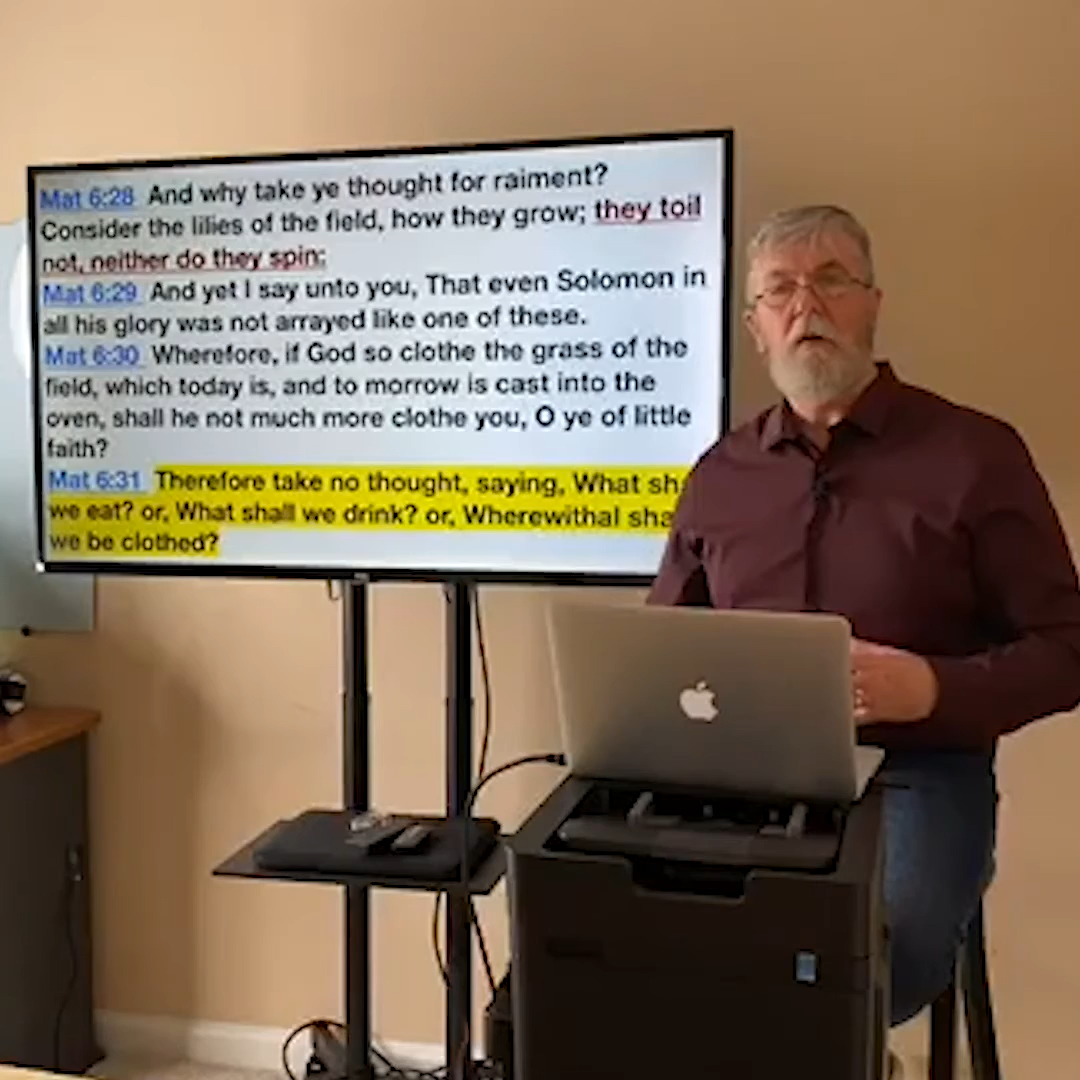 Mat 6:28 And why take ye thought for raiment?
Consider the lilies of the field, how they grow; they toil
not, neither do they spin:
Mat 6:29 And yet I say unto you, That even Solomon in
all his glory was not arrayed like one of these.
Mat 6:30 Wherefore, if God so clothe the grass of the
field, which today is, and to morrow is cast into the
oven, shall he not much more clothe you, O ye of little
faith?
Mat 6:31 Therefore take no thought, saying, What sh
we eat? or, What shall we drink? or, Wherewithal sha
we be clothed?